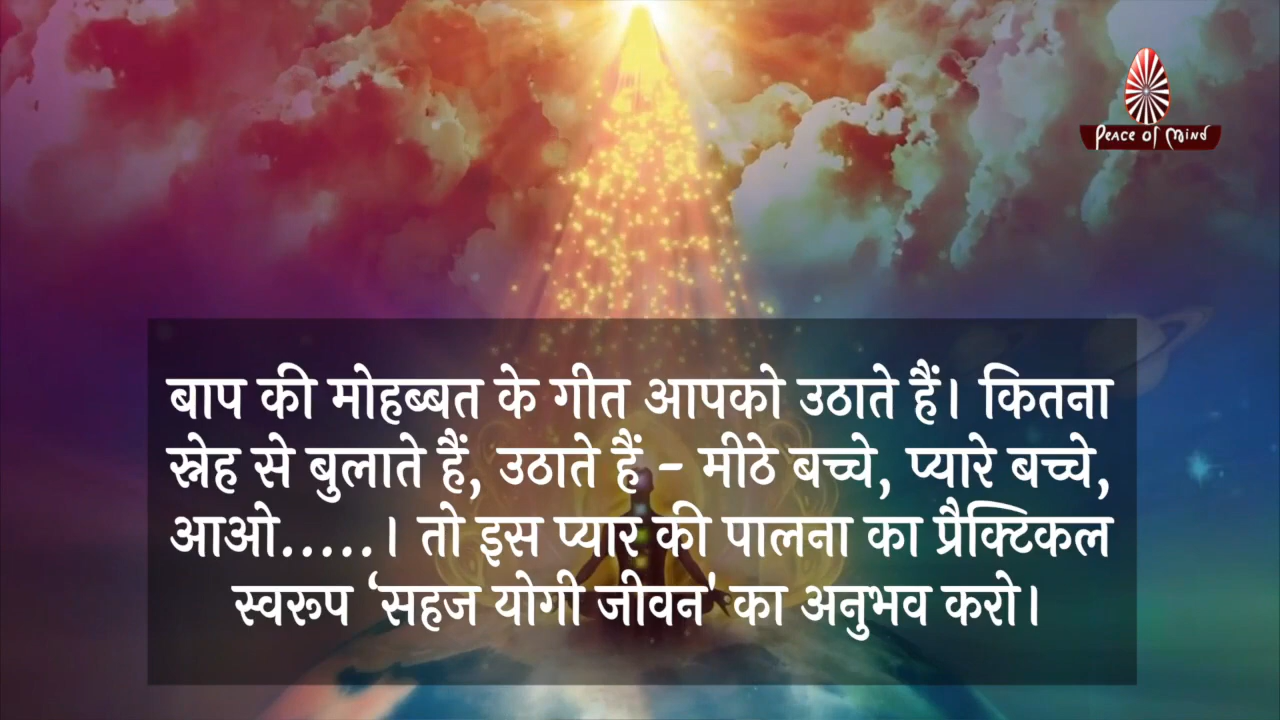 Peace of Mind
बाप की मोहब्बत के गीत आपको उठाते हैं। कितना
स्नेह से बुलाते हैं, उठाते हैं - मीठे बच्चे, प्यारे बच्चे,
आओ.....। तो इस प्यार की पालना का प्रैक्टिकल
स्वरूप ‘सहज योगी जीवन' का अनुभव करो।